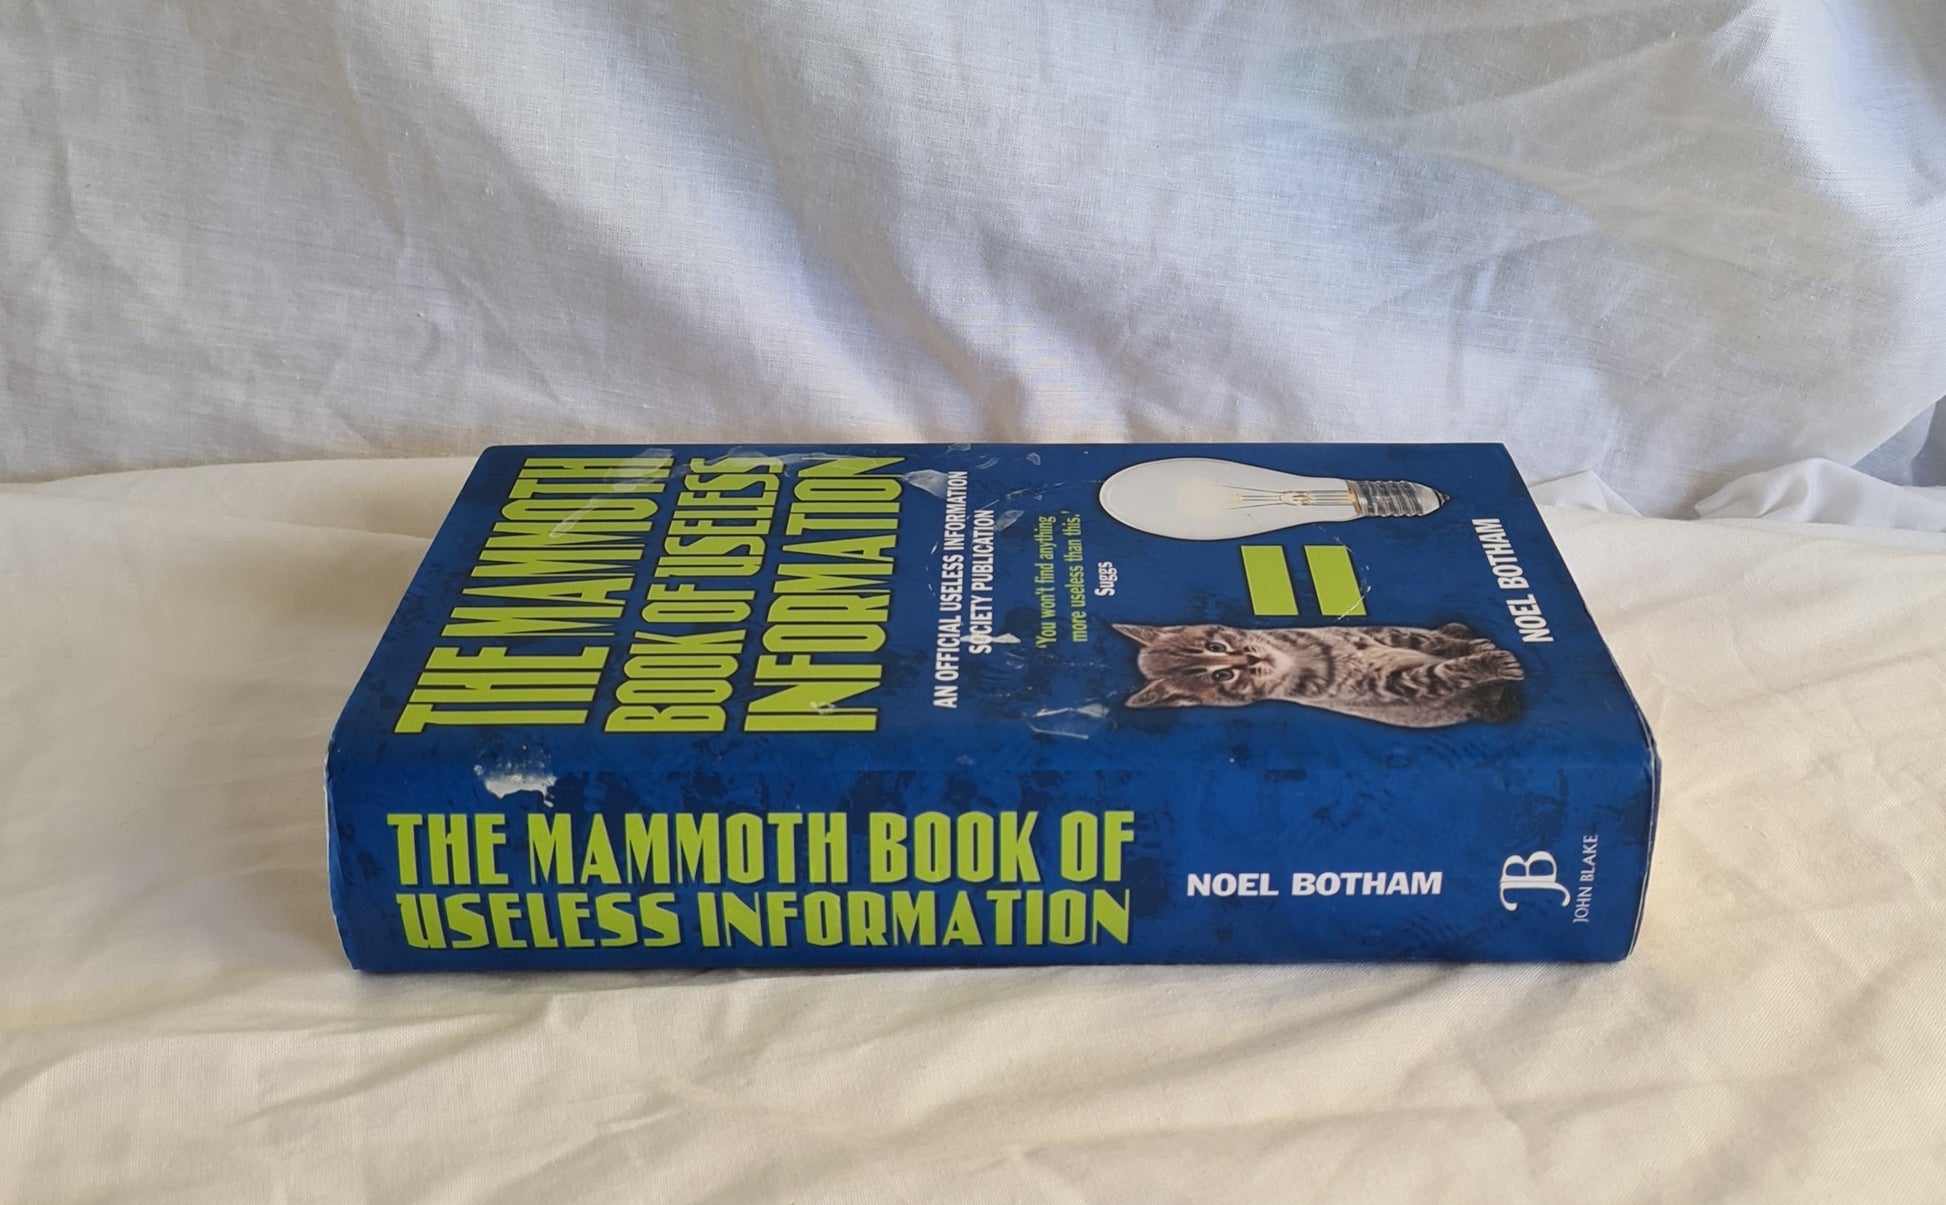 THE MAMMOTH
BOOK OF USELESS
INFORMATION
AN OFFICIAL USELESS INFORMATION
SOCIETY PUBLICATION
'You won't find anything
more useless than this.'
Suggs
NOEL BOTHAM
THE MAMMOTH BOOK OF
USELESS INFORMATION
NOEL BOTHAM
JB
JOHN BLAKE